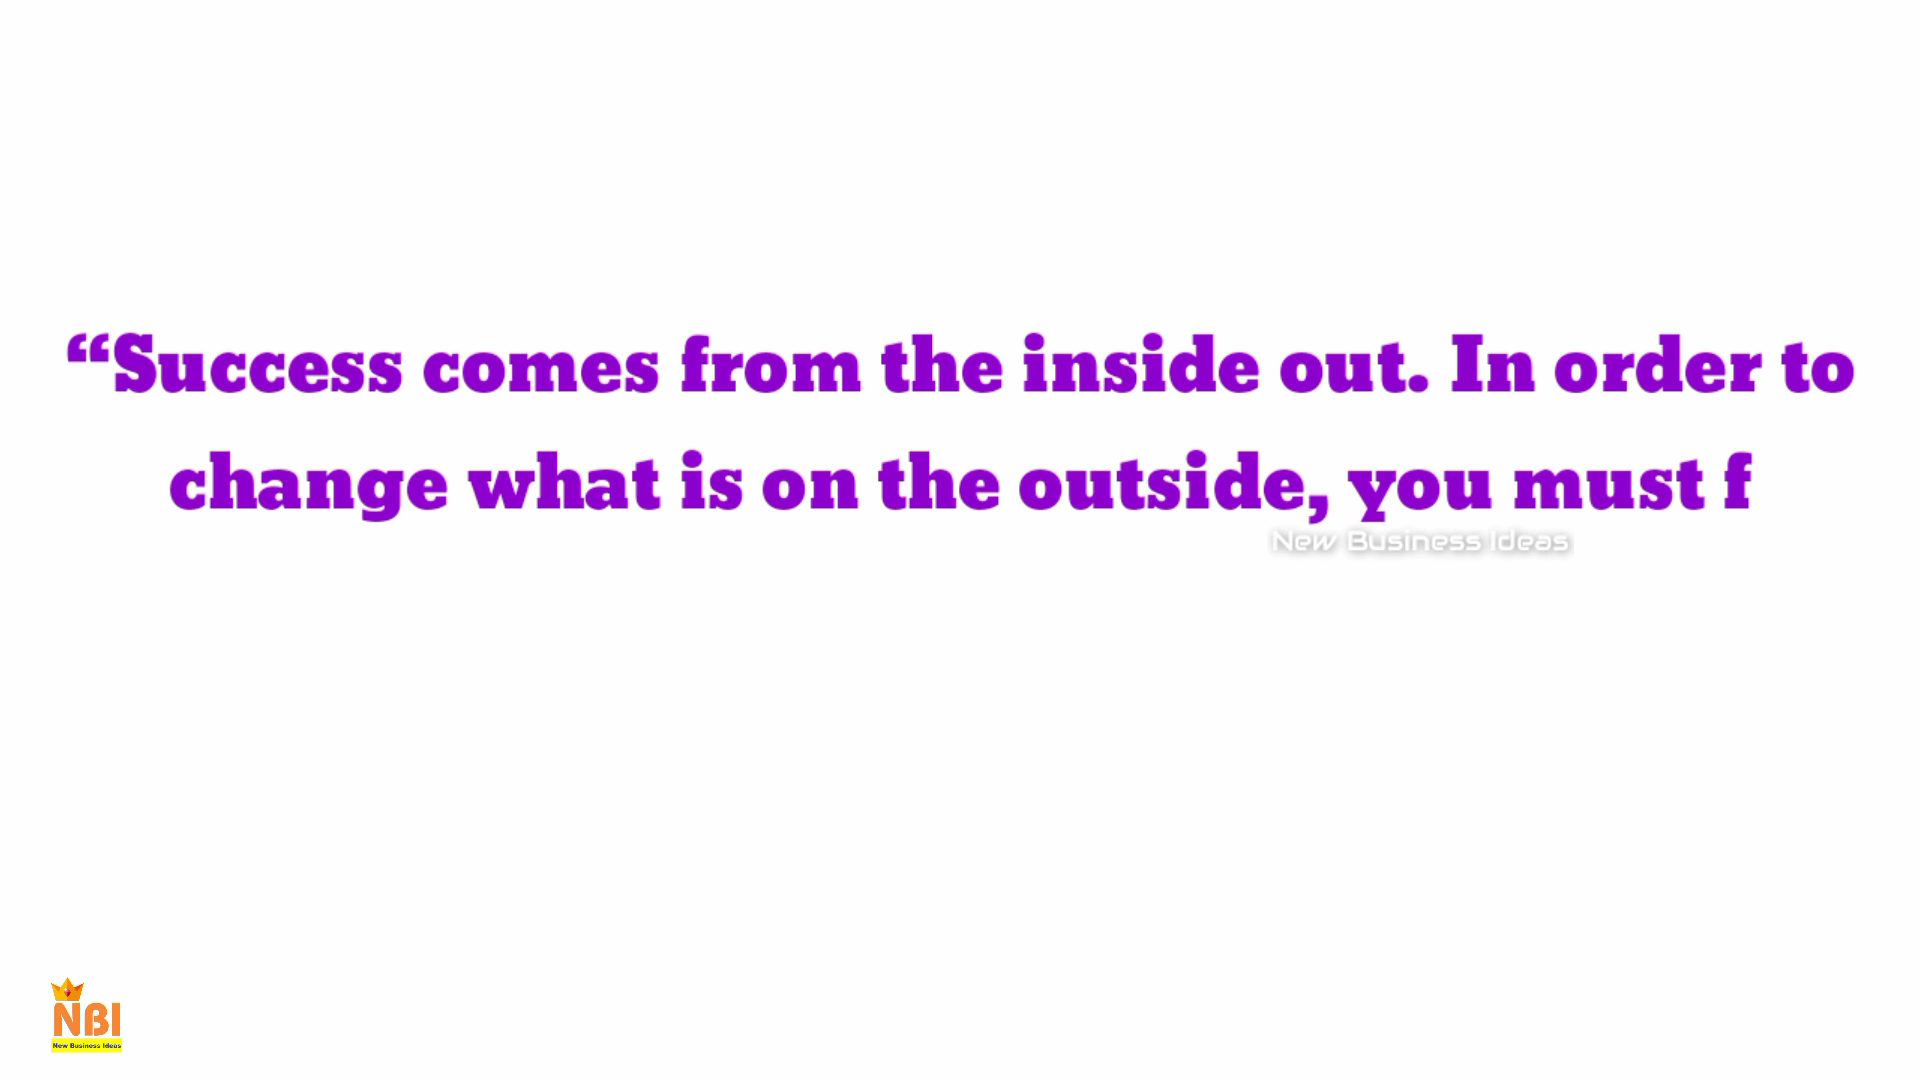 “Success comes from the inside out. In order to
change what is on the outside, you must f
New Business Ideas
NBI
New Business Ideas